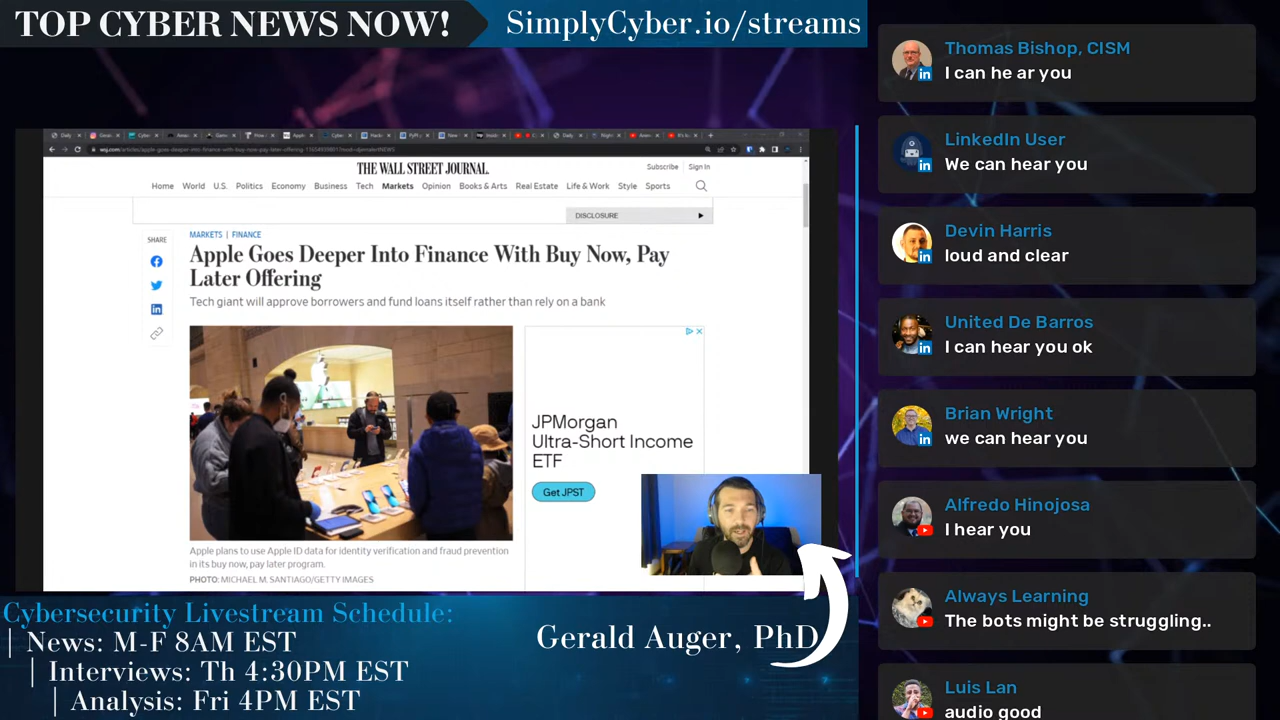 TOP CYBER NEWS NOW!
SimplyCyber.io/streams
THE WALL STREET JOURNAL.
Subscribe
Sign In
Home World U.S. Politics Economy Business Tech Markets Opinion Books & Arts Real Estate Life & Work Style Sports
DISCLOSURE
SHARE
MARKETS | FINANCE
Apple Goes Deeper Into Finance With Buy Now, Pay
Later Offering
Tech giant will approve borrowers and fund loans itself rather than rely on a bank
JPMorgan
Ultra-Short Income
ETF
Get JPST
Apple plans to use Apple ID data for identity verification and fraud prevention
in its buy now, pay later program.
PHOTO: MICHAEL M. SANTIAGO/GETTY IMAGES
Cybersecurity Livestream Schedule:
| News: M-F 8AM EST
| Interviews: Th 4:30PM EST
| Analysis: Fri 4PM EST
Gerald Auger, PhD
Thomas Bishop, CISM
I can he ar you
LinkedIn User
We can hear you
Devin Harris
loud and clear
United De Barros
I can hear you ok
Brian Wright
we can hear you
Alfredo Hinojosa
I hear you
Always Learning
The bots might be struggling..
Luis Lan
audio good